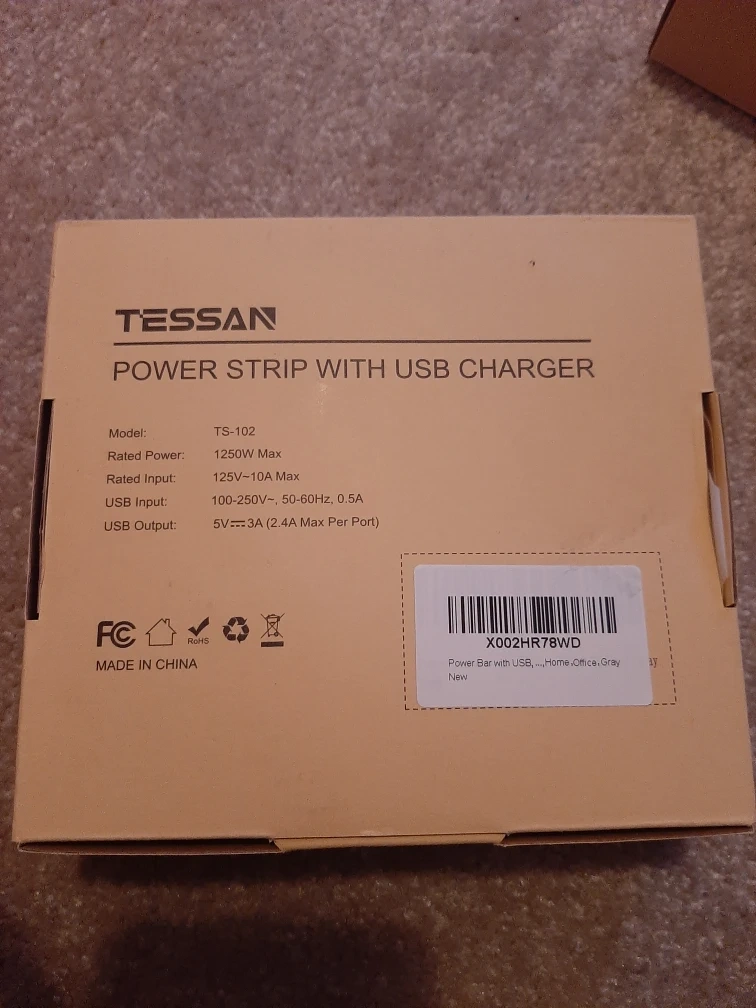 TESSAN
POWER STRIP WITH USB CHARGER
Model: TS-102
Rated Power: 1250W Max
Rated Input: 125V~10A Max
USB Input: 100-250V~, 50-60Hz, 0.5A
USB Output: 5V⎓3A (2.4A Max Per Port)
FC
RoHS
MADE IN CHINA
X002HR78WD
Power Bar with USB, ...,Home,Office,Gray
New
ay